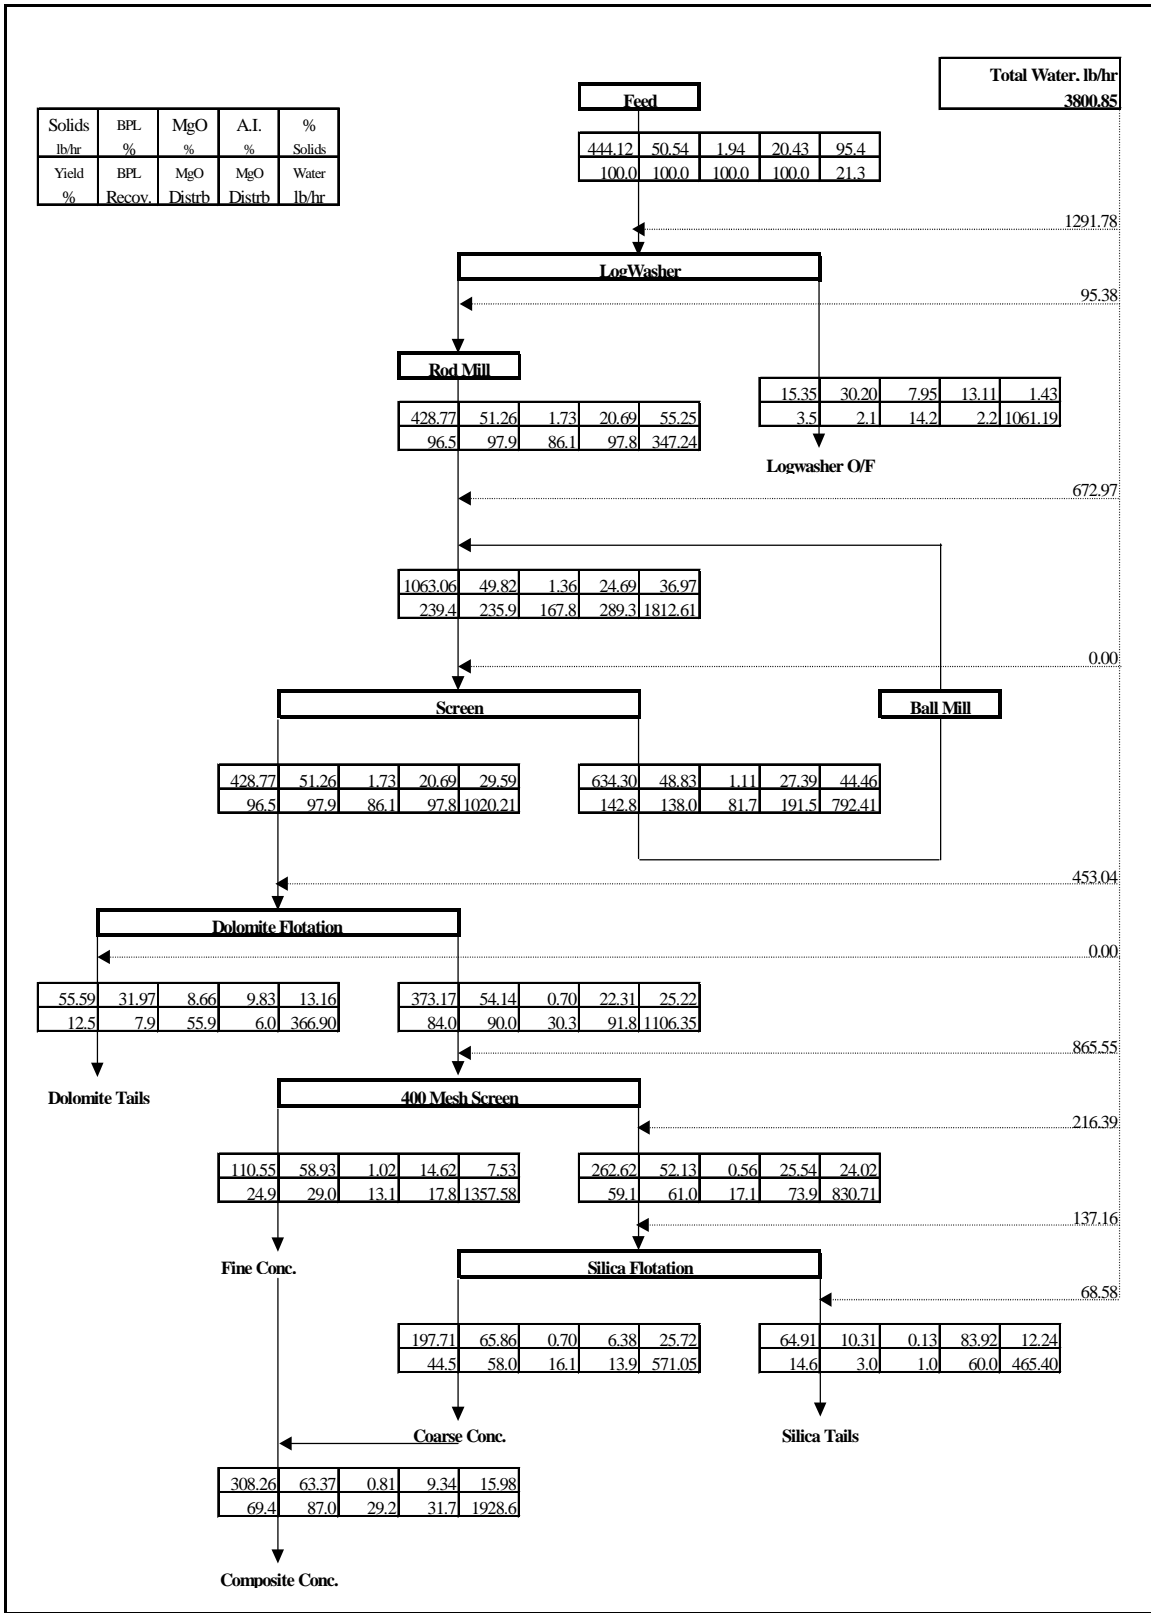 Total Water, lb/hr
3800.85
Feed
Solids BPL MgO A.I. %
lb/hr % % % Solids
Yield BPL MgO MgO Water
% Recov. Distrb Distrb lb/hr
444.12 50.54 1.94 20.43 95.4
100.0 100.0 100.0 100.0 21.3
1291.78
LogWasher
95.38
Rod Mill
15.35 30.20 7.95 13.11 1.43
3.5 2.1 14.2 2.2 1061.19
428.77 51.26 1.73 20.69 55.25
96.5 97.9 86.1 97.8 347.24
Logwasher O/F
672.97
1063.06 49.82 1.36 24.69 36.97
239.4 235.9 167.8 289.3 1812.61
0.00
Screen
Ball Mill
428.77 51.26 1.73 20.69 29.59
96.5 97.9 86.1 97.8 1020.21
634.30 48.83 1.11 27.39 44.46
142.8 138.0 81.7 191.5 792.41
453.04
Dolomite Flotation
0.00
55.59 31.97 8.66 9.83 13.16
12.5 7.9 55.9 6.0 366.90
373.17 54.14 0.70 22.31 25.22
84.0 90.0 30.3 91.8 1106.35
865.55
Dolomite Tails
400 Mesh Screen
216.39
110.55 58.93 1.02 14.62 7.53
24.9 29.0 13.1 17.8 1357.58
262.62 52.13 0.56 25.54 24.02
59.1 61.0 17.1 73.9 830.71
137.16
Fine Conc.
Silica Flotation
68.58
197.71 65.86 0.70 6.38 25.72
44.5 58.0 16.1 13.9 571.05
64.91 10.31 0.13 83.92 12.24
14.6 3.0 1.0 60.0 465.40
Coarse Conc.
Silica Tails
308.26 63.37 0.81 9.34 15.98
69.4 87.0 29.2 31.7 1928.6
Composite Conc.